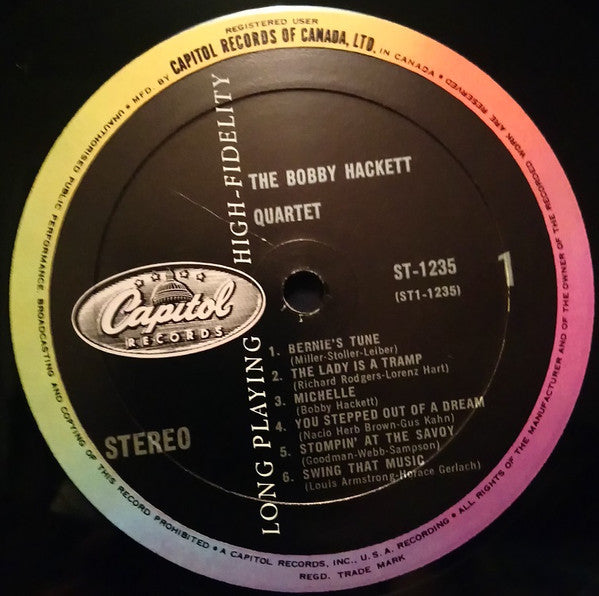 REGISTERED USER
• MFD. BY CAPITOL RECORDS OF CANADA, LTD. IN CANADA •
ALL RIGHTS OF THE MANUFACTURER AND OF THE OWNER OF THE RECORDED WORK ARE RESERVED
• A CAPITOL RECORDS, INC., U.S.A. RECORDING •
REGD. TRADE MARK
UNAUTHORISED PUBLIC PERFORMANCE, BROADCASTING AND COPYING OF THIS RECORD PROHIBITED
LONG PLAYING HIGH-FIDELITY
THE BOBBY HACKETT
QUARTET
ST-1235
(ST1-1235)
1
Capitol
RECORDS
STEREO
1. BERNIE'S TUNE
(Miller-Stoller-Leiber)
2. THE LADY IS A TRAMP
(Richard Rodgers-Lorenz Hart)
3. MICHELLE
(Bobby Hackett)
4. YOU STEPPED OUT OF A DREAM
(Nacio Herb Brown-Gus Kahn)
5. STOMPIN' AT THE SAVOY
(Goodman-Webb-Sampson)
6. SWING THAT MUSIC
(Louis Armstrong-Horace Gerlach)